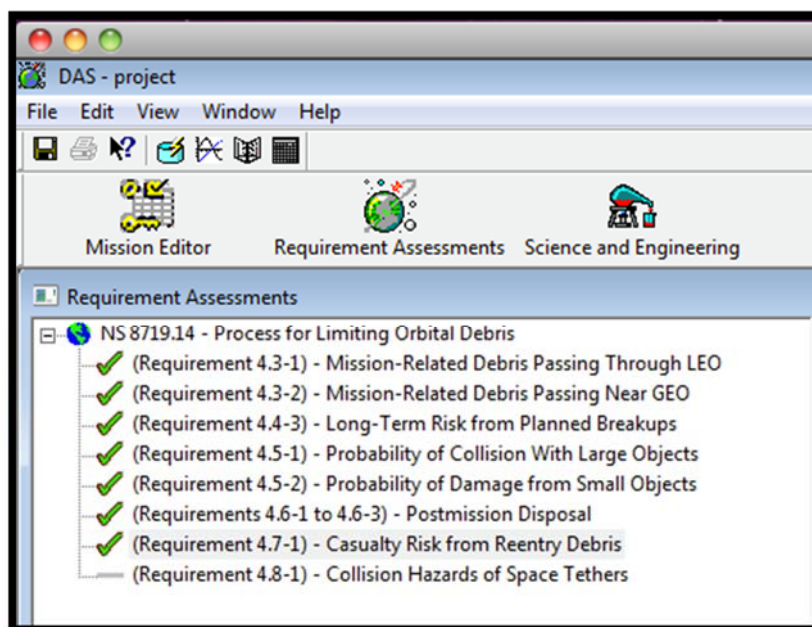 DAS - project
File Edit View Window Help
Mission Editor Requirement Assessments Science and Engineering
Requirement Assessments
NS 8719.14 - Process for Limiting Orbital Debris
(Requirement 4.3-1) - Mission-Related Debris Passing Through LEO
(Requirement 4.3-2) - Mission-Related Debris Passing Near GEO
(Requirement 4.4-3) - Long-Term Risk from Planned Breakups
(Requirement 4.5-1) - Probability of Collision With Large Objects
(Requirement 4.5-2) - Probability of Damage from Small Objects
(Requirements 4.6-1 to 4.6-3) - Postmission Disposal
(Requirement 4.7-1) - Casualty Risk from Reentry Debris
(Requirement 4.8-1) - Collision Hazards of Space Tethers